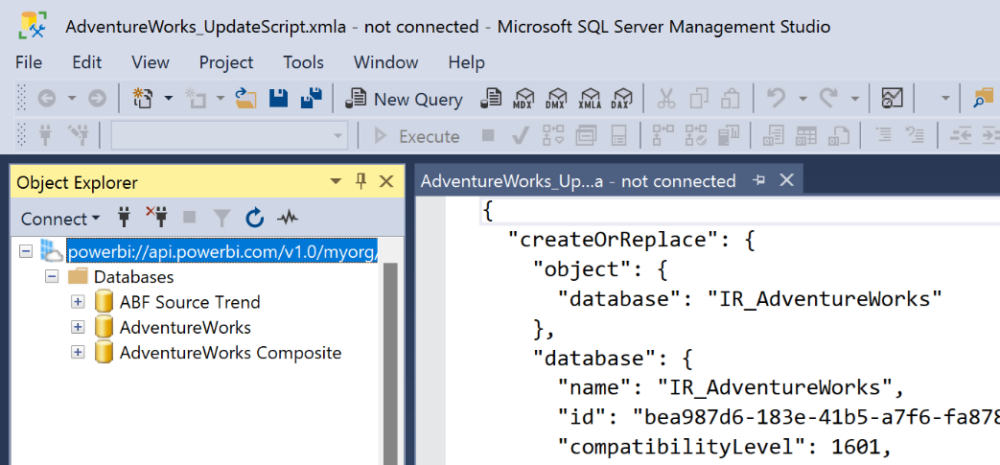 AdventureWorks_UpdateScript.xmla - not connected - Microsoft SQL Server Management Studio
File Edit View Project Tools Window Help
New Query MDX DMX XMLA DAX
Execute
Object Explorer
Connect
powerbi://api.powerbi.com/v1.0/myorg/
Databases
ABF Source Trend
AdventureWorks
AdventureWorks Composite
AdventureWorks_Up...a - not connected
{
"createOrReplace": {
"object": {
"database": "IR_AdventureWorks"
},
"database": {
"name": "IR_AdventureWorks",
"id": "bea987d6-183e-41b5-a7f6-fa878
"compatibilityLevel": 1601,